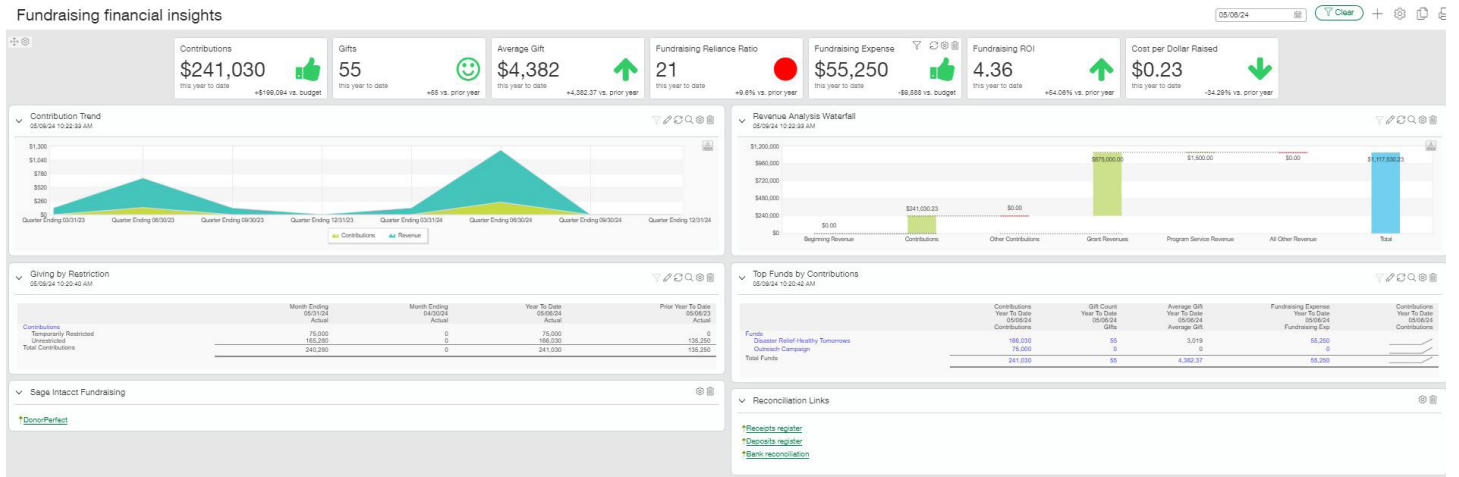 Fundraising financial insights
05/06/24
Clear
Contributions
$241,030
this year to date
+$199,094 vs. budget
Gifts
55
this year to date
+55 vs. prior year
Average Gift
$4,382
this year to date
+4,382.37 vs. prior year
Fundraising Reliance Ratio
21
this year to date
+9.6% vs. prior year
Fundraising Expense
$55,250
this year to date
-$9,588 vs. budget
Fundraising ROI
4.36
this year to date
+54.06% vs. prior year
Cost per Dollar Raised
$0.23
this year to date
-34.29% vs. prior year
Contribution Trend
05/09/24 10:22:33 AM
$1,300
$1,040
$780
$520
$260
$0
Quarter Ending 03/31/23 Quarter Ending 06/30/23 Quarter Ending 09/30/23 Quarter Ending 12/31/23 Quarter Ending 03/31/24 Quarter Ending 06/30/24 Quarter Ending 09/30/24 Quarter Ending 12/31/24
Contributions Revenue
Revenue Analysis Waterfall
05/09/24 10:22:33 AM
$1,200,000
$960,000
$720,000
$480,000
$240,000
$0
$0.00 $241,030.23 $0.00 $875,000.00 $1,500.00 $0.00 $1,117,530.23
Beginning Revenue Contributions Other Contributions Grant Revenues Program Service Revenue All Other Revenue Total
Giving by Restriction
05/09/24 10:20:40 AM
Month Ending Month Ending Year To Date Prior Year To Date
05/31/24 04/30/24 05/06/24 05/06/23
Actual Actual Actual Actual
Contributions
Temporarily Restricted 75,000 0 75,000 0
Unrestricted 165,280 0 166,030 135,250
Total Contributions 240,280 0 241,030 135,250
Top Funds by Contributions
05/09/24 10:20:42 AM
Contributions Gift Count Average Gift Fundraising Expense Contributions
Year To Date Year To Date Year To Date Year To Date Year To Date
05/06/24 05/06/24 05/06/24 05/06/24 05/06/24
Contributions Gifts Average Gift Fundraising Exp Contributions
Funds
Disaster Relief-Healthy Tomorrows 166,030 55 3,019 55,250
Outreach Campaign 75,000 0 0 0
Total Funds 241,030 55 4,382.37 55,250
Sage Intacct Fundraising
DonorPerfect
Reconciliation Links
Receipts register
Deposits register
Bank reconciliation